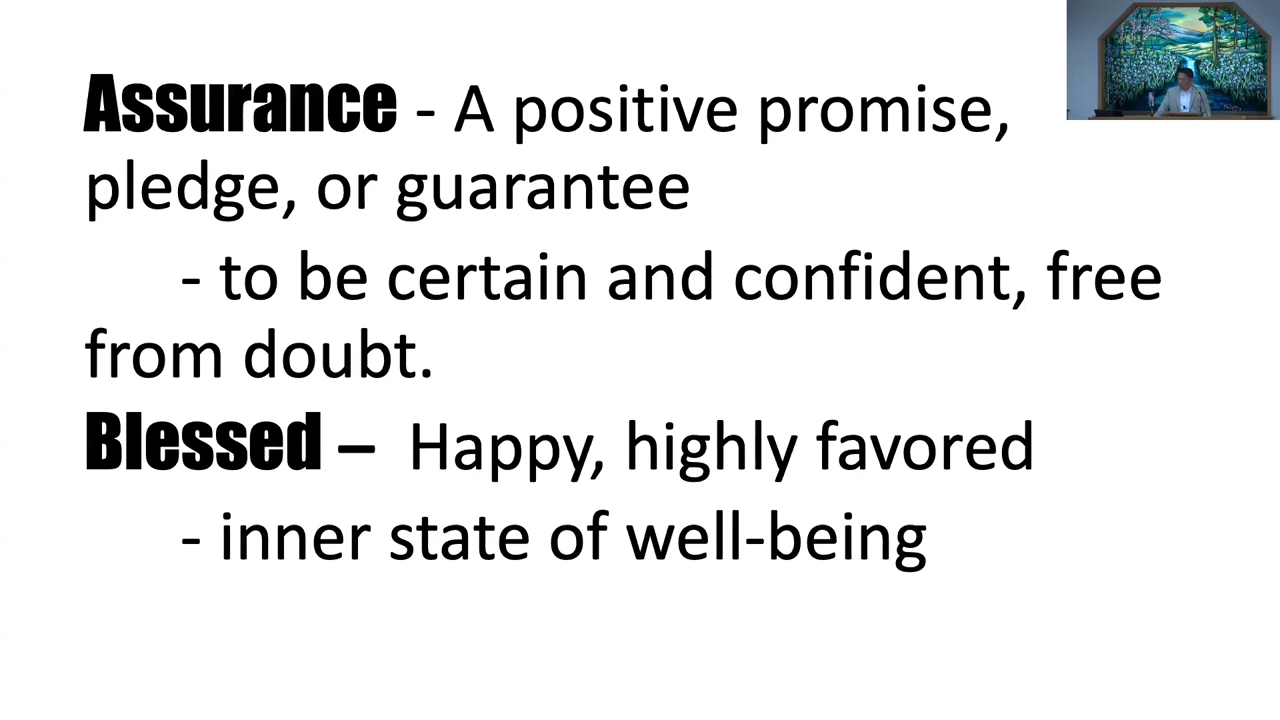 Assurance - A positive promise,
pledge, or guarantee
- to be certain and confident, free
from doubt.
Blessed – Happy, highly favored
- inner state of well-being